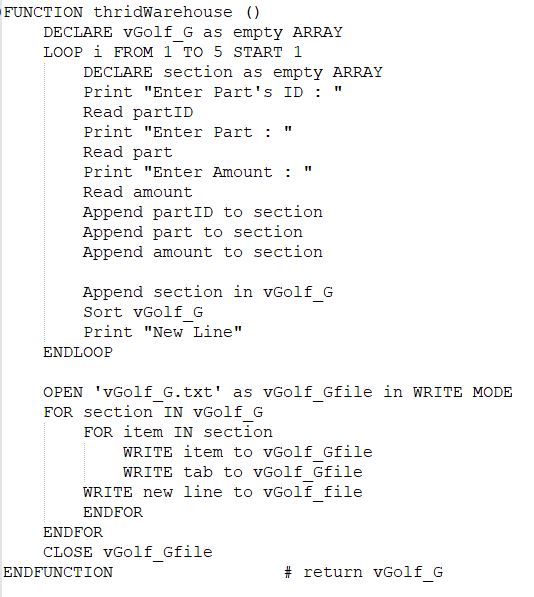 FUNCTION thridWarehouse ()
DECLARE vGolf_G as empty ARRAY
LOOP i FROM 1 TO 5 START 1
DECLARE section as empty ARRAY
Print "Enter Part's ID : "
Read partID
Print "Enter Part : "
Read part
Print "Enter Amount : "
Read amount
Append partID to section
Append part to section
Append amount to section
Append section in vGolf_G
Sort vGolf_G
Print "New Line"
ENDLOOP
OPEN 'vGolf_G.txt' as vGolf_Gfile in WRITE MODE
FOR section IN vGolf_G
FOR item IN section
WRITE item to vGolf_Gfile
WRITE tab to vGolf_Gfile
WRITE new line to vGolf_file
ENDFOR
ENDFOR
CLOSE vGolf_Gfile
ENDFUNCTION # return vGolf_G